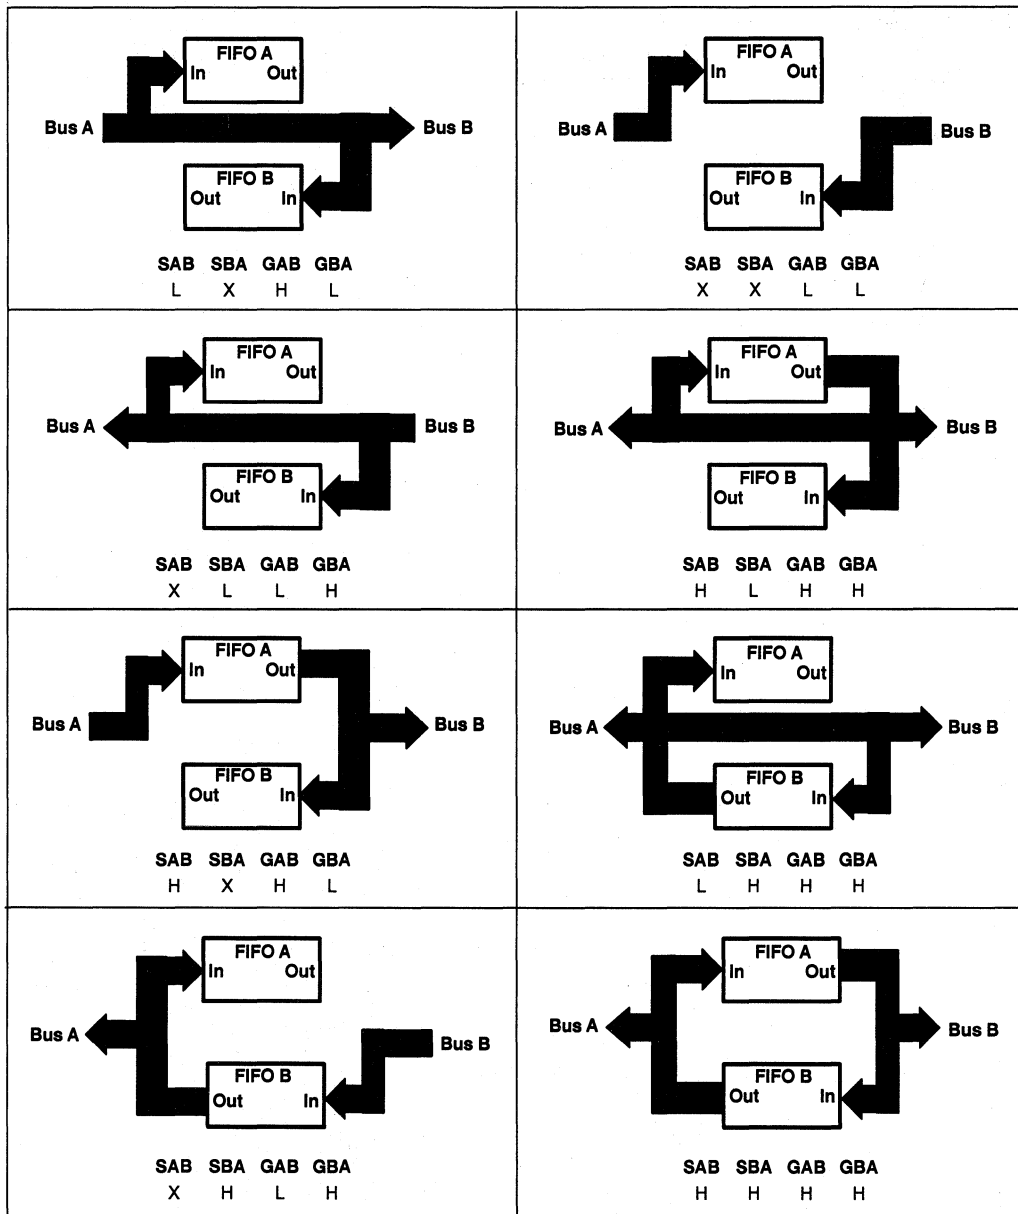 FIFO A
In Out
Bus A Bus B
FIFO B
Out In
SAB SBA GAB GBA
L X H L
FIFO A
In Out
Bus A Bus B
FIFO B
Out In
SAB SBA GAB GBA
X X L L
FIFO A
In Out
Bus A Bus B
FIFO B
Out In
SAB SBA GAB GBA
X L L H
FIFO A
In Out
Bus A Bus B
FIFO B
Out In
SAB SBA GAB GBA
H L H H
FIFO A
In Out
Bus A Bus B
FIFO B
Out In
SAB SBA GAB GBA
H X H L
FIFO A
In Out
Bus A Bus B
FIFO B
Out In
SAB SBA GAB GBA
L H H H
FIFO A
In Out
Bus A Bus B
FIFO B
Out In
SAB SBA GAB GBA
X H L H
FIFO A
In Out
Bus A Bus B
FIFO B
Out In
SAB SBA GAB GBA
H H H H